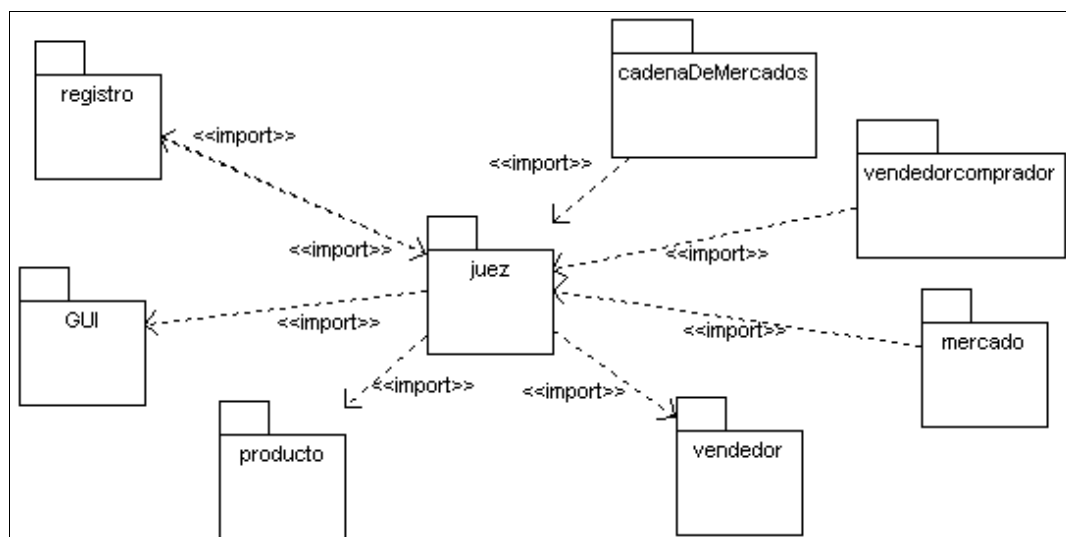 cadenaDeMercados
registro
<<import>>
<<import>>
vendedorcomprador
<<import>>
<<import>>
juez
GUI
<<import>>
<<import>>
mercado
<<import>>
<<import>>
producto
vendedor